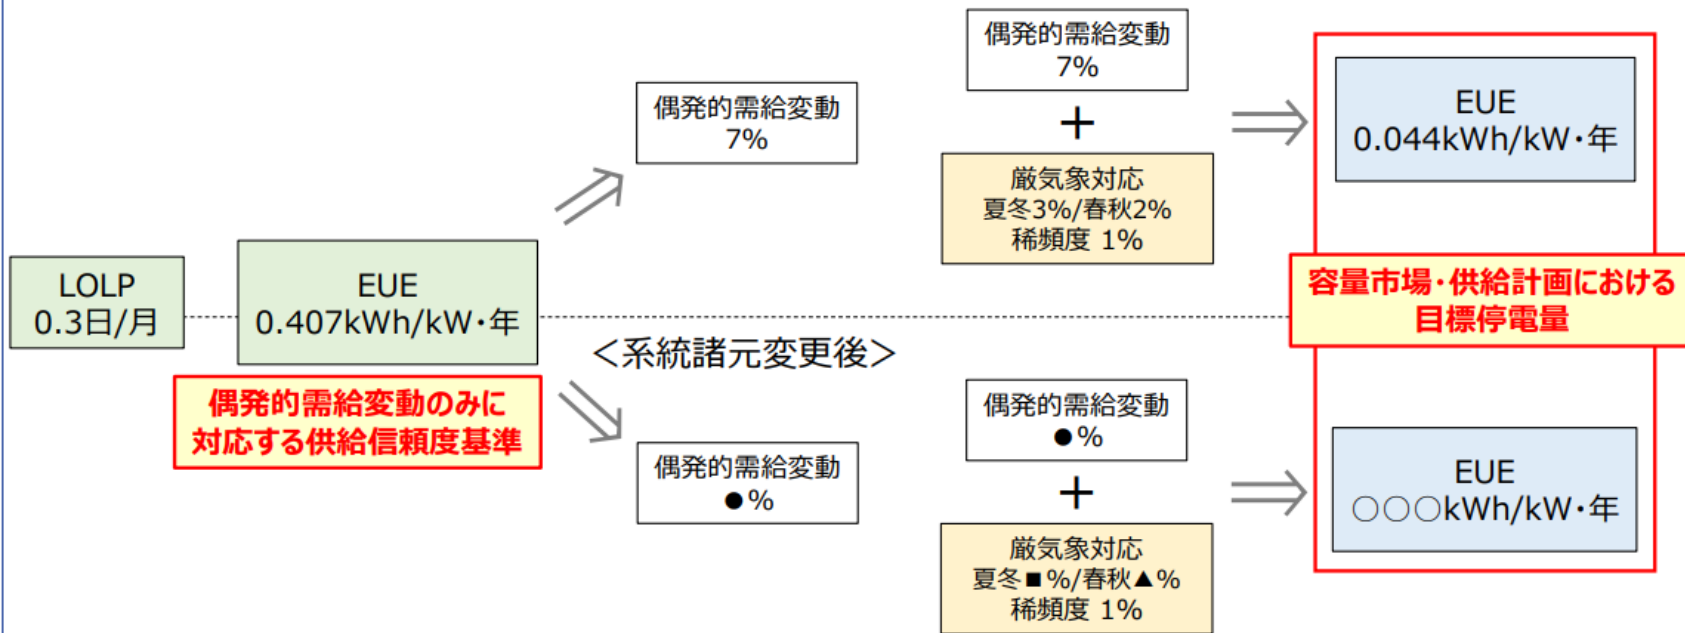 偶発的需給変動
7%
偶発的需給変動
7%
+
厳気象対応
夏冬3%/春秋2%
稀頻度 1%
EUE
0.044kWh/kW・年
LOLP
0.3日/月
EUE
0.407kWh/kW・年
容量市場・供給計画における
目標停電量
<系統諸元変更後>
偶発的需給変動のみに
対応する供給信頼度基準
偶発的需給変動
●%
偶発的需給変動
●%
+
厳気象対応
夏冬■%/春秋▲%
稀頻度 1%
EUE
○○○kWh/kW・年